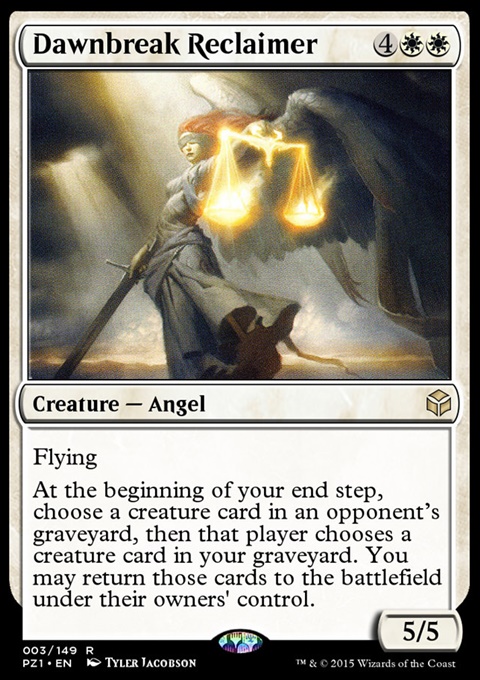 Dawnbreak Reclaimer 4
Creature — Angel
Flying
At the beginning of your end step,
choose a creature card in an opponent's
graveyard, then that player chooses a
creature card in your graveyard. You
may return those cards to the battlefield
under their owners' control.
5/5
003/149 R
PZ1 • EN Tyler Jacobson
™ & © 2015 Wizards of the Coast